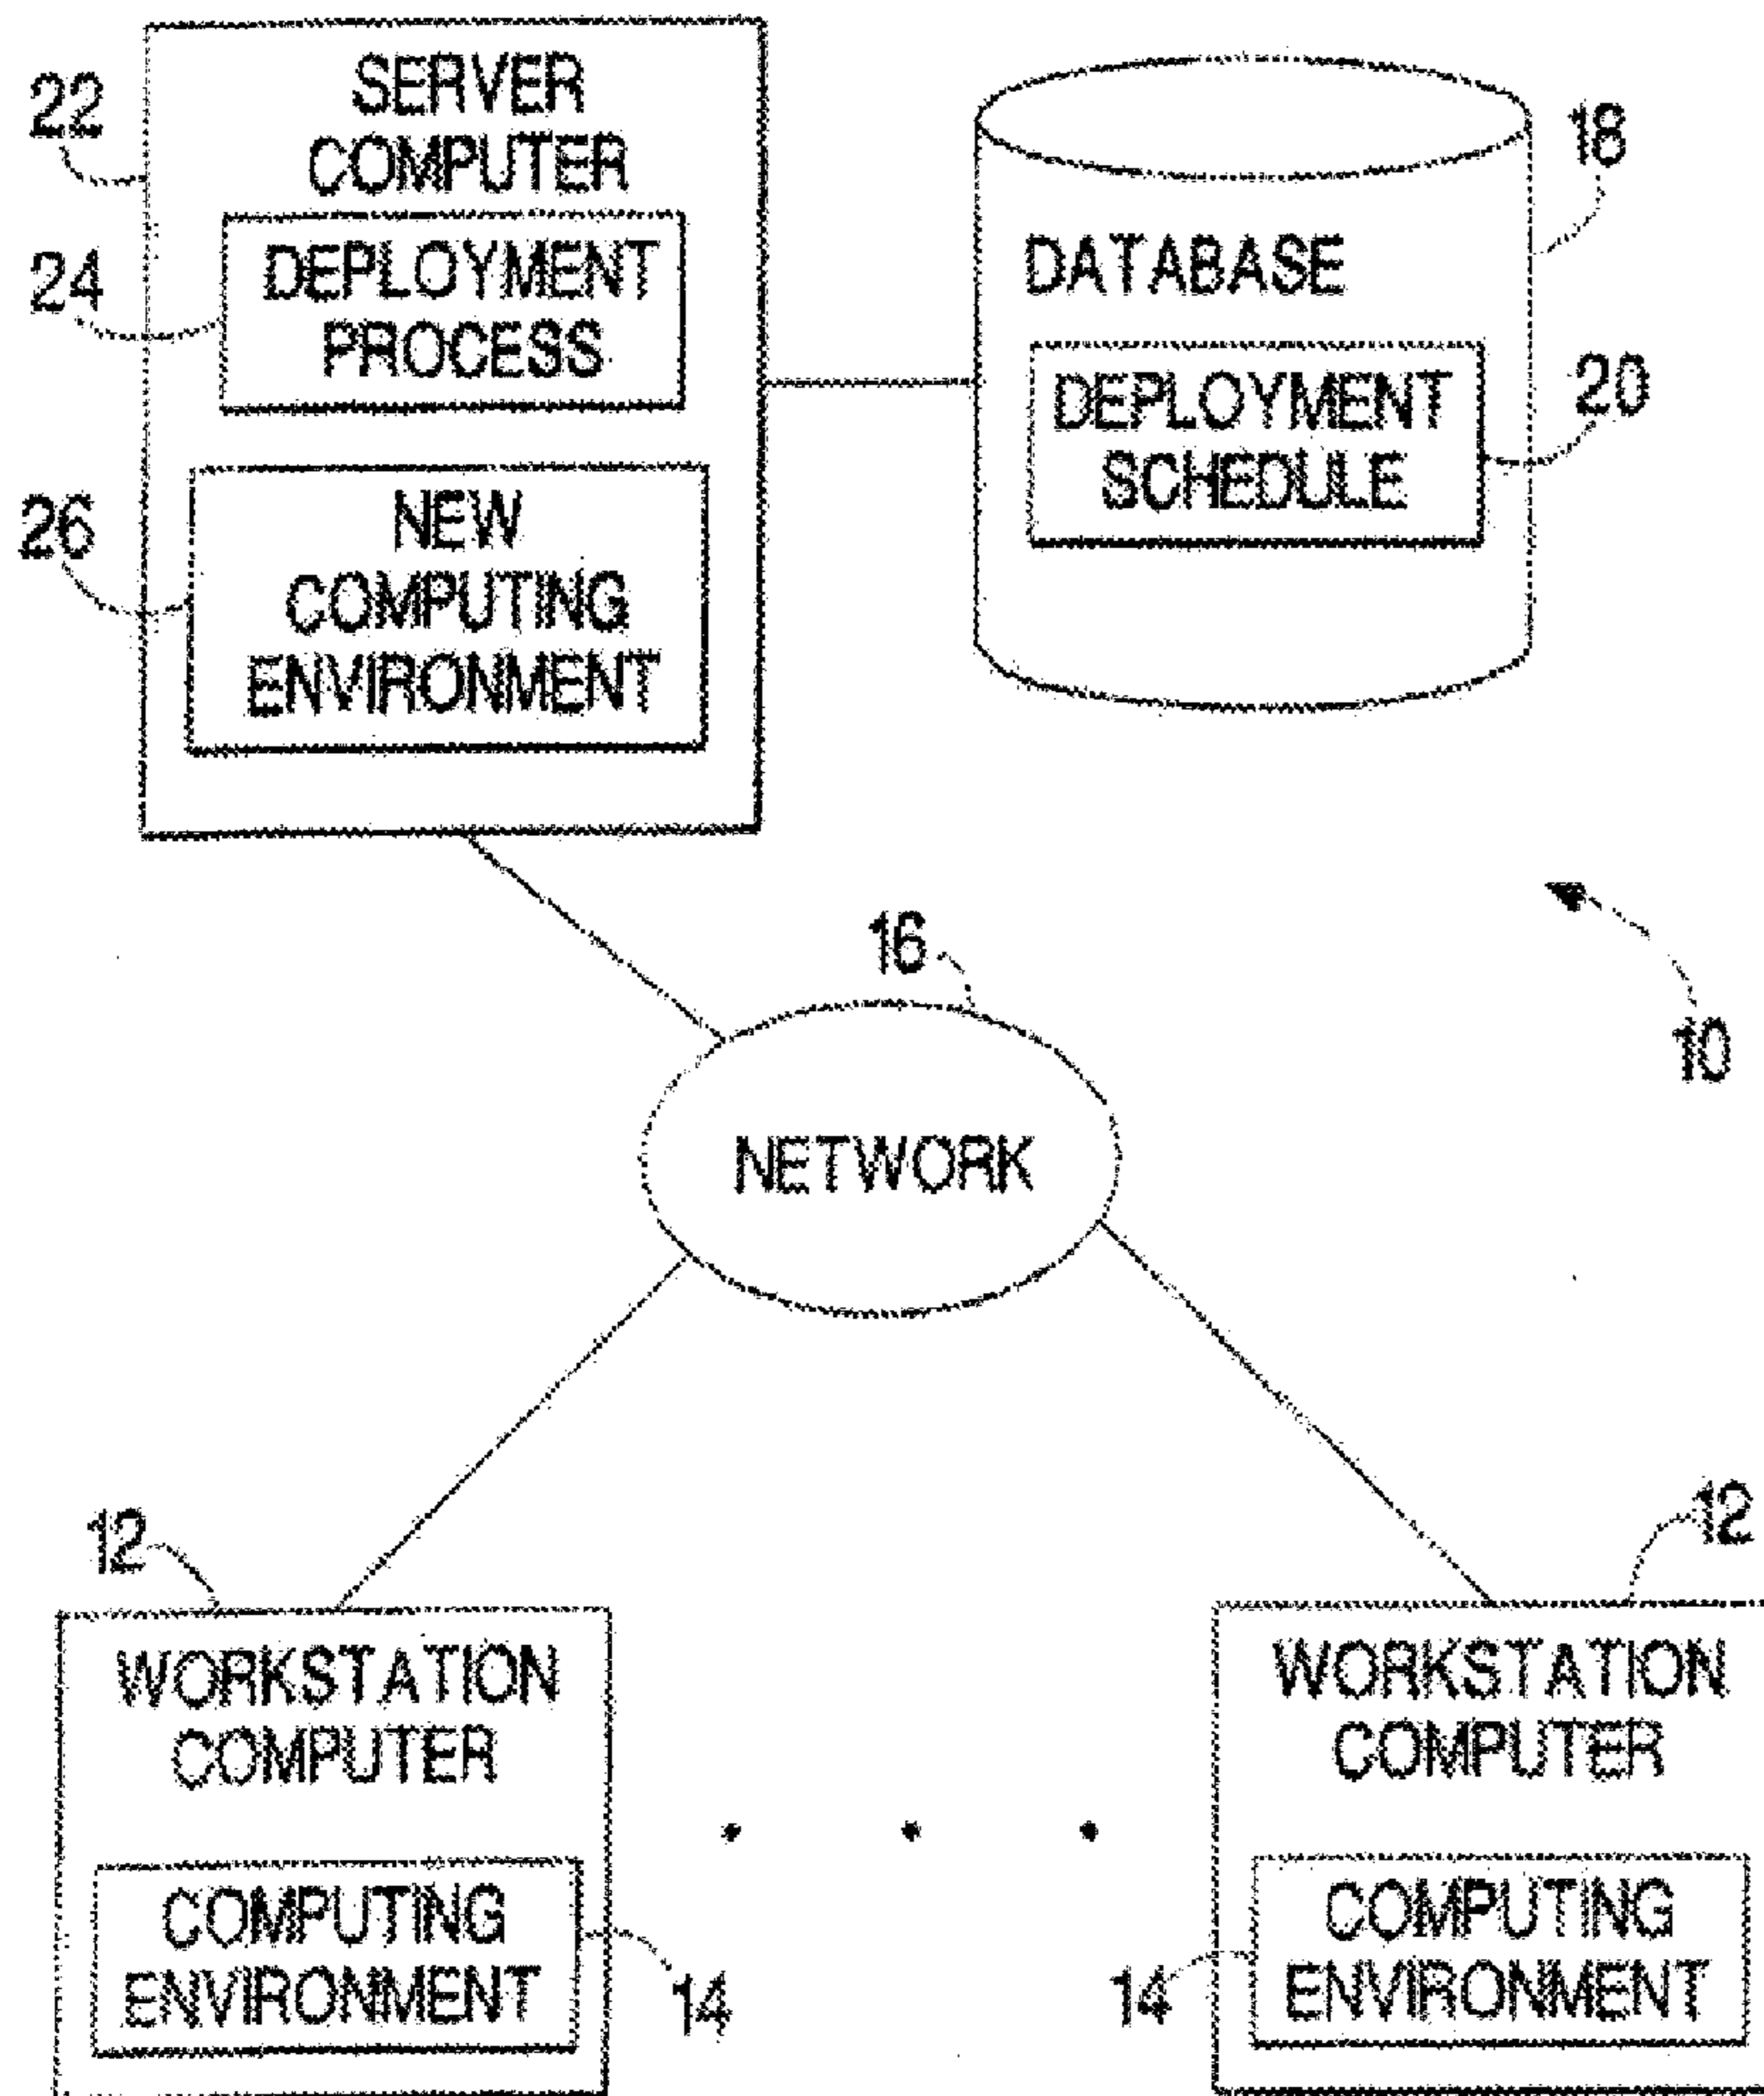 22
SERVER
COMPUTER
24
DEPLOYMENT
PROCESS
26
NEW
COMPUTING
ENVIRONMENT
18
DATABASE
20
DEPLOYMENT
SCHEDULE
16
NETWORK
10
12
WORKSTATION
COMPUTER
COMPUTING
ENVIRONMENT
14
12
WORKSTATION
COMPUTER
14
COMPUTING
ENVIRONMENT